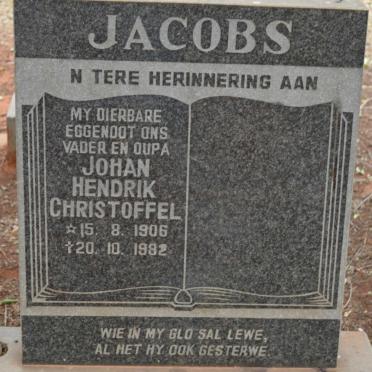 JACOBS
'N TERE HERINNERING AAN
MY DIERBARE
EGGENOOT ONS
VADER EN OUPA
JOHAN
HENDRIK
CHRISTOFFEL
☆ 15. 8. 1906
† 20. 10. 1982
WIE IN MY GLO SAL LEWE,
AL HET HY OOK GESTERWE